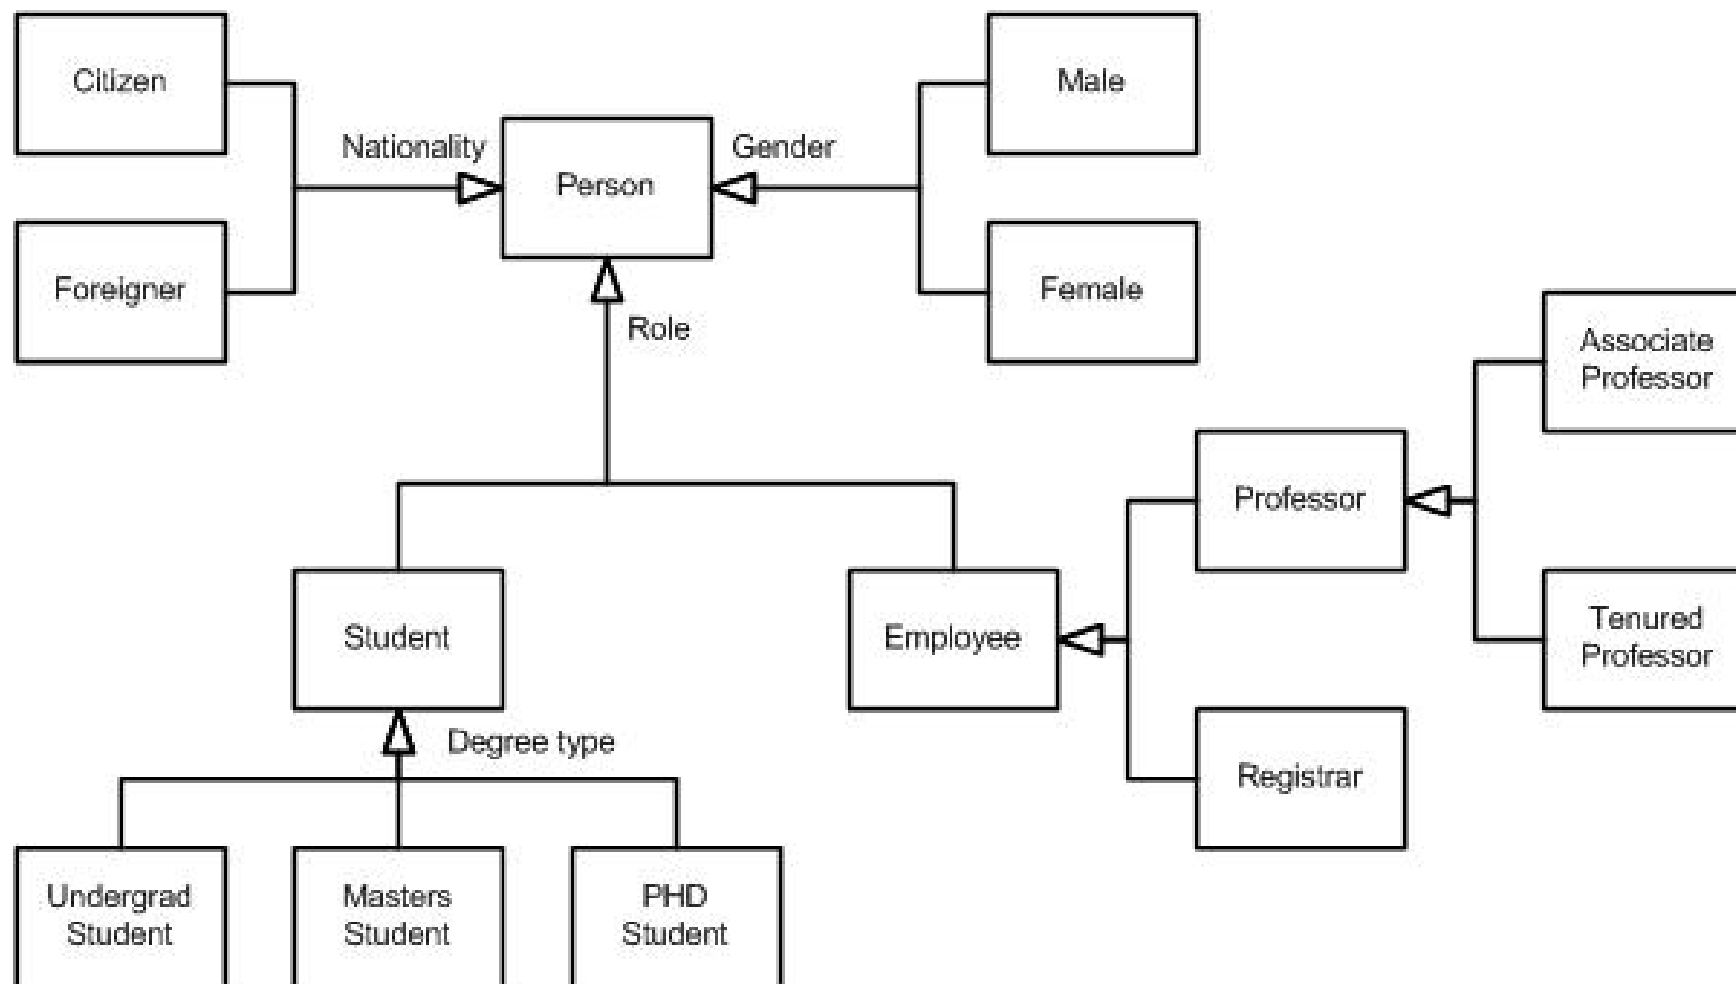 Citizen
Male
Nationality
Gender
Person
Foreigner
Female
Role
Associate
Professor
Professor
Student
Employee
Tenured
Professor
Degree type
Registrar
Undergrad
Student
Masters
Student
PHD
Student